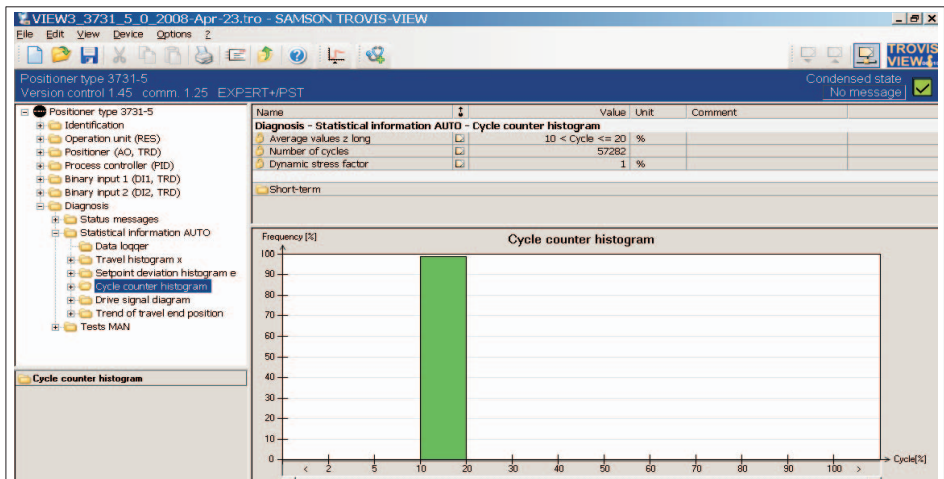 VIEW3_3731_5_0_2008-Apr-23.tro - SAMSON TROVIS-VIEW
File Edit View Device Options ?
TROVIS
VIEW
Positioner type 3731-5
Version control 1.45 comm. 1.25 EXPERT+/PST
Condensed state
No message
Positioner type 3731-5
Identification
Operation unit (RES)
Positioner (AO, TRD)
Process controller (PID)
Binary input 1 (DI1, TRD)
Binary input 2 (DI2, TRD)
Diagnosis
Status messages
Statistical information AUTO
Data logger
Travel histogram x
Setpoint deviation histogram e
Cycle counter histogram
Drive signal diagram
Trend of travel end position
Tests MAN
Cycle counter histogram
Name Value Unit Comment
Diagnosis - Statistical information AUTO - Cycle counter histogram
Average values z long 10 < Cycle <= 20 %
Number of cycles 57282
Dynamic stress factor 1 %
Short-term
Frequency [%]
Cycle counter histogram
100
90
80
70
60
50
40
30
20
10
0
< 2 5 10 20 30 40 50 60 70 80 90 100 > Cycle[%]